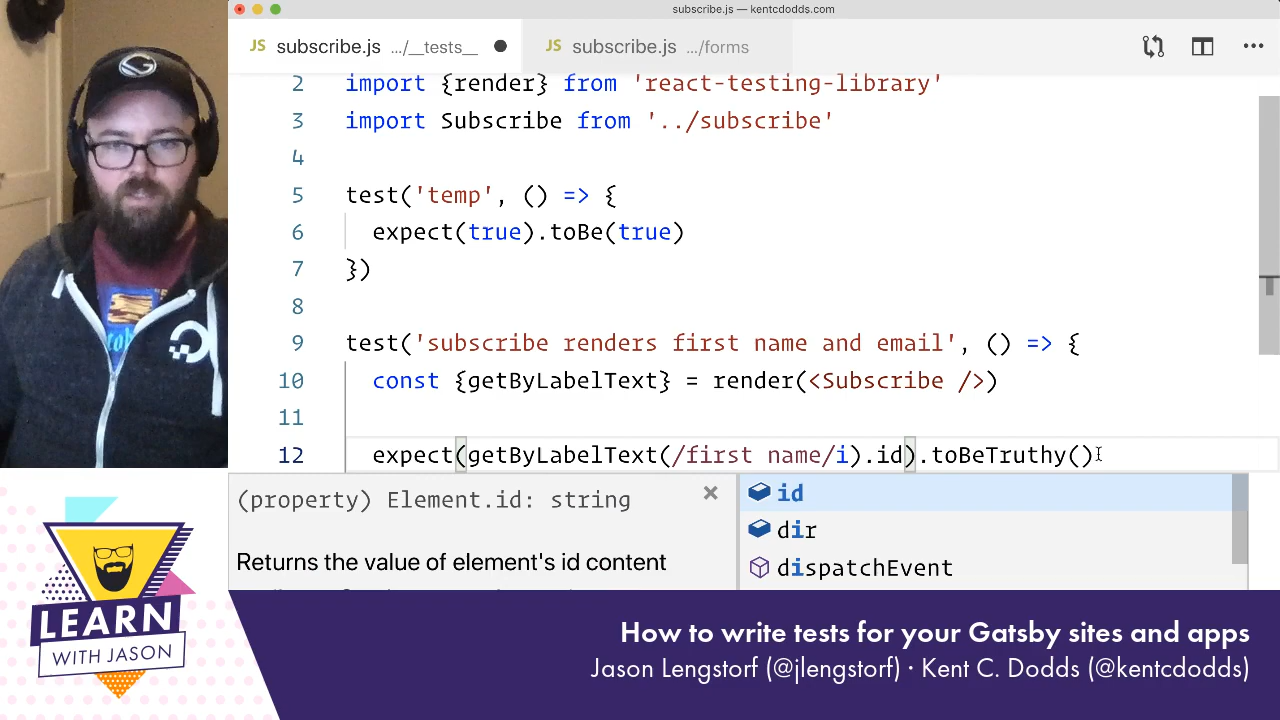 subscribe.js — kentcdodds.com
JS subscribe.js .../__tests__
JS subscribe.js .../forms
2 import {render} from 'react-testing-library'
3 import Subscribe from '../subscribe'
4
5 test('temp', () => {
6 expect(true).toBe(true)
7 })
8
9 test('subscribe renders first name and email', () => {
10 const {getByLabelText} = render(<Subscribe />)
11
12 expect(getByLabelText(/first name/i).id).toBeTruthy()
(property) Element.id: string
Returns the value of element's id content
id
dir
dispatchEvent
LEARN
WITH JASON
How to write tests for your Gatsby sites and apps
Jason Lengstorf (@jlengstorf) · Kent C. Dodds (@kentcdodds)